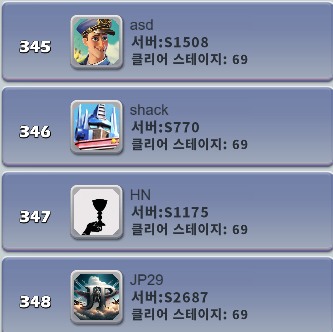 345
asd
서버:S1508
클리어 스테이지: 69
346
shack
서버:S770
클리어 스테이지: 69
347
HN
서버:S1175
클리어 스테이지: 69
348
JP29
서버:S2687
클리어 스테이지: 69
JP